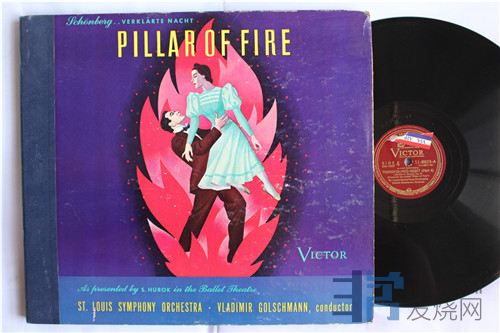 Schönberg . . VERKLÄRTE NACHT ·
PILLAR OF FIRE
VICTOR
As presented by S. HUROK in the Ballet Theatre
ST. LOUIS SYMPHONY ORCHESTRA · VLADIMIR GOLSCHMANN, conductor
VICTOR
发烧网